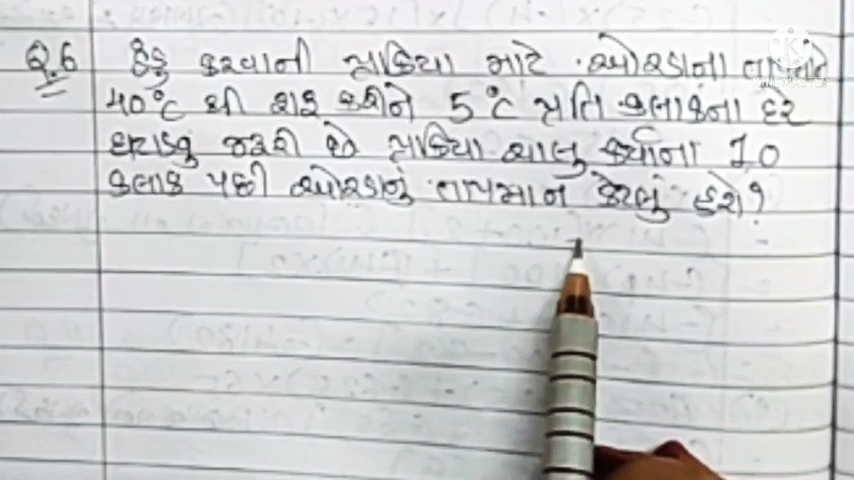 Q.6 ઠંડુ કરવાની પ્રક્રિયા માટે ઓરડાના
40°C થી શરૂ કરીને 5°C પ્રતિ કલાકના દરે
ઘટાડવું જરૂરી છે પ્રક્રિયા ચાલુ કર્યાના 10
કલાક પછી ઓરડાનું તાપમાન કેટલું હશે?